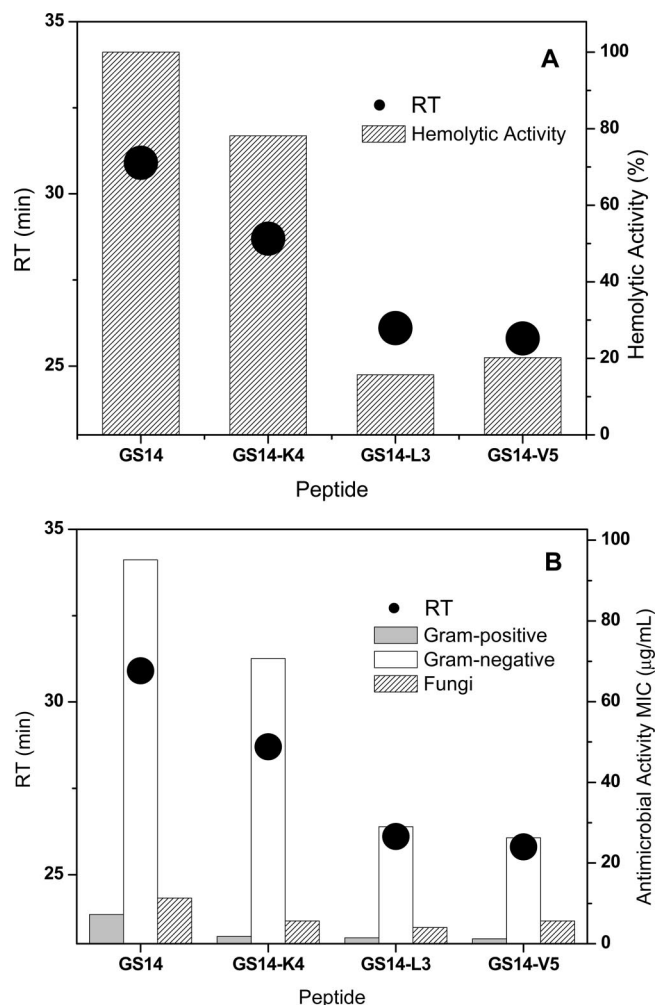 35
30
25
RT (min)
A
RT
Hemolytic Activity
100
80
60
40
20
0
Hemolytic Activity (%)
GS14 GS14-K4 GS14-L3 GS14-V5
Peptide
35
30
25
RT (min)
B
RT
Gram-positive
Gram-negative
Fungi
100
80
60
40
20
0
Antimicrobial Activity MIC (μg/mL)
GS14 GS14-K4 GS14-L3 GS14-V5
Peptide